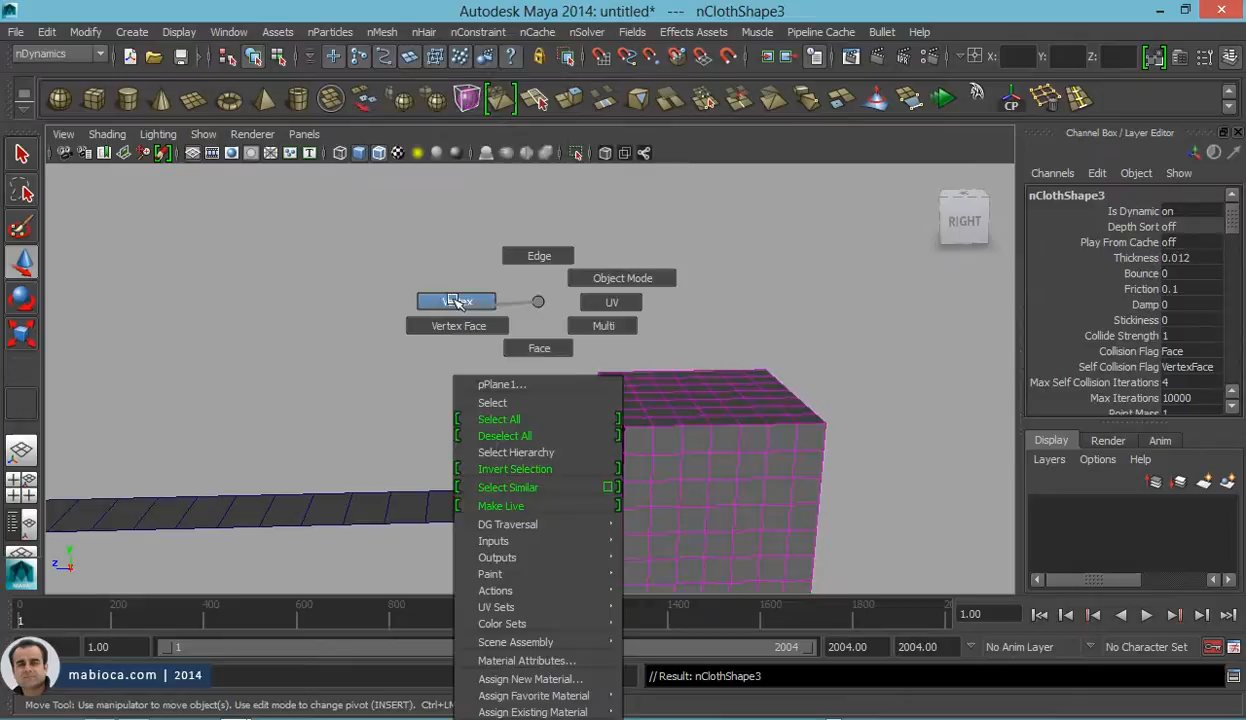 Autodesk Maya 2014: untitled* --- nClothShape3
File Edit Modify Create Display Window Assets nParticles nMesh nHair nConstraint nCache nSolver Fields Effects Assets Muscle Pipeline Cache Bullet Help
nDynamics
X: Y: Z:
CP
View Shading Lighting Show Renderer Panels
Channel Box / Layer Editor
Channels Edit Object Show
nClothShape3
Is Dynamic on
Depth Sort off
Play From Cache off
Thickness 0.012
Bounce 0
Friction 0.1
Damp 0
Stickiness 0
Collide Strength 1
Collision Flag Face
Self Collision Flag VertexFace
Max Self Collision Iterations 4
Max Iterations 10000
Point Mass 1
RIGHT
Edge
Object Mode
Vertex
UV
Vertex Face
Multi
Face
pPlane1...
Select
Select All
Deselect All
Select Hierarchy
Invert Selection
Select Similar
Make Live
DG Traversal
Inputs
Outputs
Paint
Actions
UV Sets
Color Sets
Scene Assembly
Material Attributes...
Assign New Material...
Assign Favorite Material
Assign Existing Material
Display Render Anim
Layers Options Help
y
z
0 200 400 600 800 1400 1600 1800
1
1.00
1.00 1 2004 2004.00 2004.00 No Anim Layer No Character Set
mabioca.com | 2014
// Result: nClothShape3
Move Tool: Use manipulator to move object(s). Use edit mode to change pivot (INSERT).